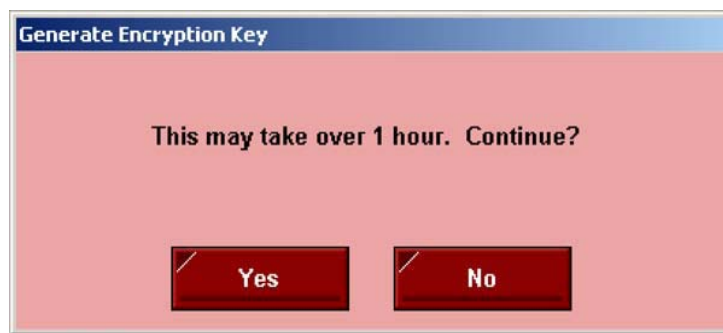 Generate Encryption Key
This may take over 1 hour.  Continue?
Yes
No